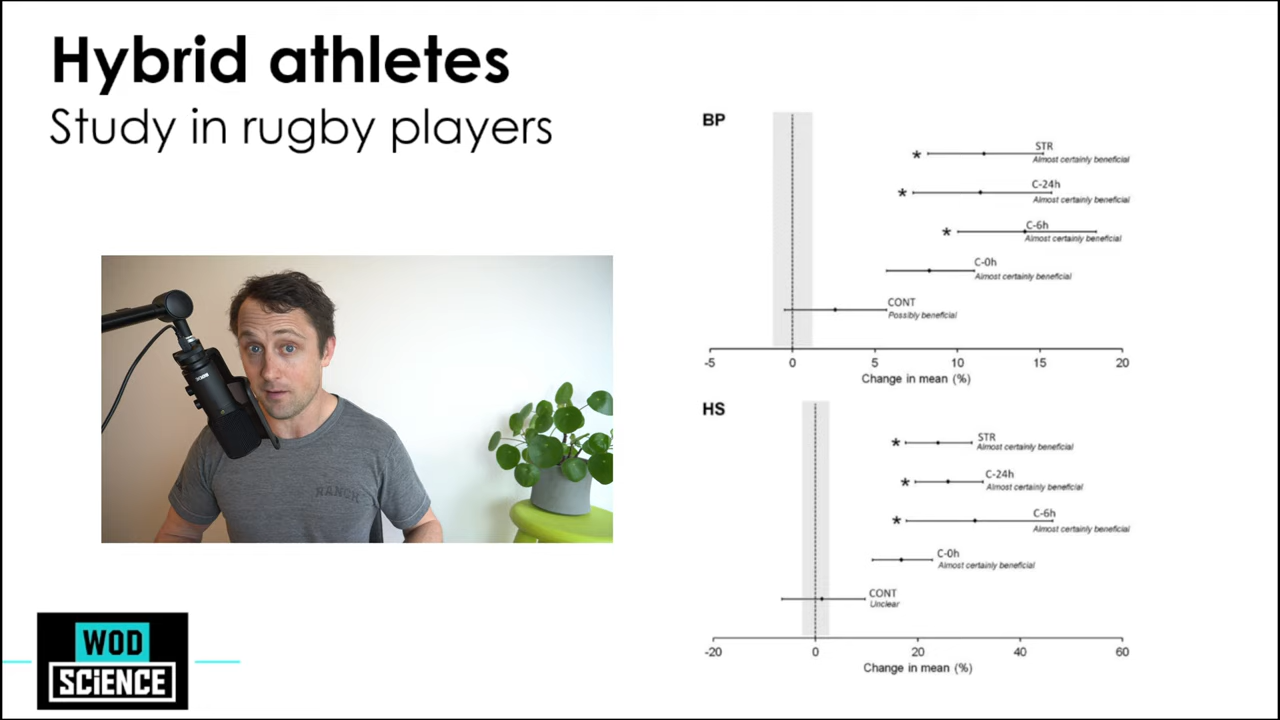 Hybrid athletes
Study in rugby players
BP
* STR
Almost certainly beneficial
* C-24h
Almost certainly beneficial
* C-6h
Almost certainly beneficial
C-0h
Almost certainly beneficial
CONT
Possibly beneficial
-5 0 5 10 15 20
Change in mean (%)
HS
* STR
Almost certainly beneficial
* C-24h
Almost certainly beneficial
* C-6h
Almost certainly beneficial
C-0h
Almost certainly beneficial
CONT
Unclear
-20 0 20 40 60
Change in mean (%)
RANCH
WOD
SCiENCE